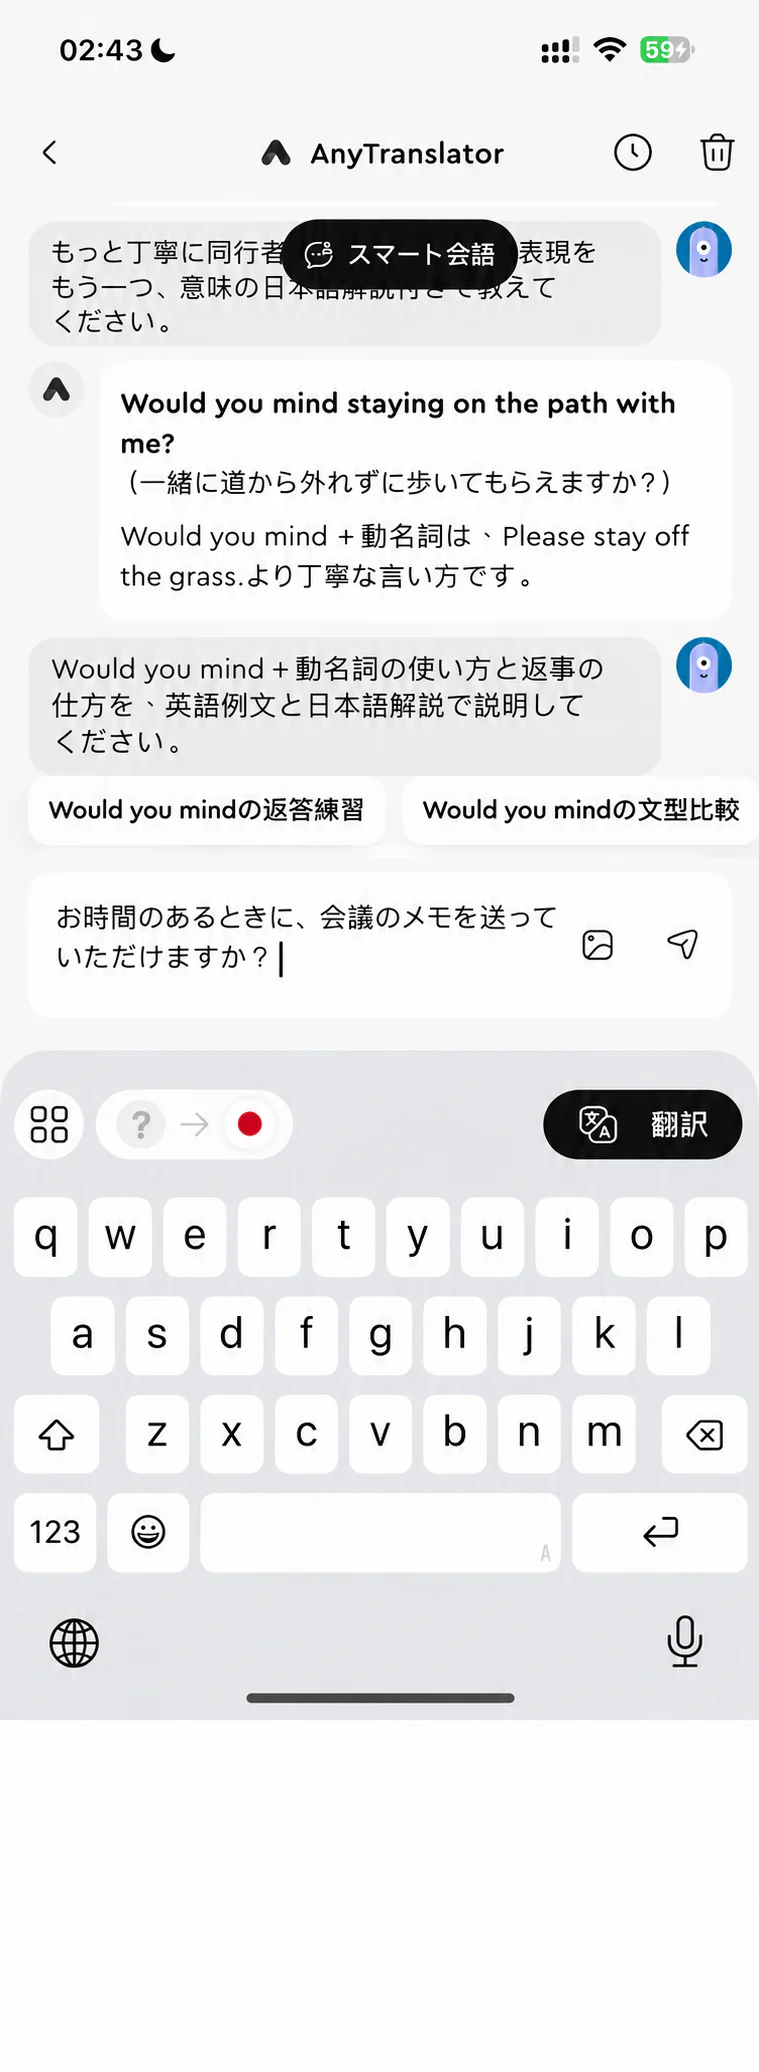 02:43
59
AnyTranslator
もっと丁寧に同行者
スマート会話
表現を
もう一つ、意味の日本語解説付きで教えて
ください。
Would you mind staying on the path with
me?
（一緒に道から外れずに歩いてもらえますか？）
Would you mind＋動名詞は、Please stay off
the grass.より丁寧な言い方です。
Would you mind＋動名詞の使い方と返事の
仕方を、英語例文と日本語解説で説明して
ください。
Would you mindの返答練習
Would you mindの文型比較
お時間のあるときに、会議のメモを送って
いただけますか？
? →
翻訳
q w e r t y u i o p
a s d f g h j k l
z x c v b n m
123
A